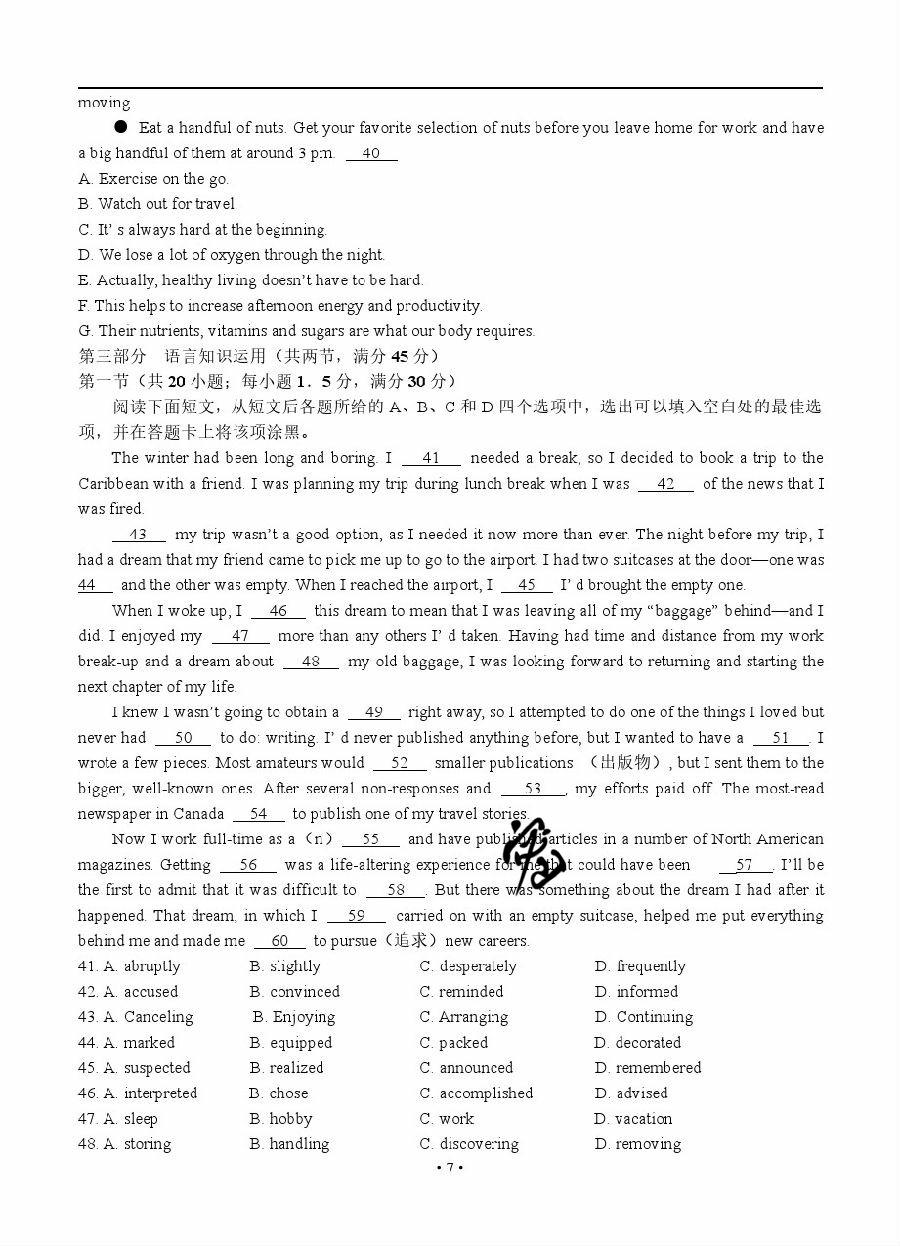 moving
● Eat a handful of nuts. Get your favorite selection of nuts before you leave home for work and have
a big handful of them at around 3 pm. 40
A. Exercise on the go.
B. Watch out for travel
C. It' s always hard at the beginning.
D. We lose a lot of oxygen through the night.
E. Actually, healthy living doesn't have to be hard.
F. This helps to increase afternoon energy and productivity.
G. Their nutrients, vitamins and sugars are what our body requires.
第三部分 语言知识运用（共两节，满分 45 分）
第一节（共 20 小题；每小题 1．5 分，满分 30 分）
阅读下面短文，从短文后各题所给的 A、B、C 和 D 四个选项中，选出可以填入空白处的最佳选
项，并在答题卡上将该项涂黑。
The winter had been long and boring. I 41 needed a break, so I decided to book a trip to the
Caribbean with a friend. I was planning my trip during lunch break when I was 42 of the news that I
was fired.
43 my trip wasn't a good option, as I needed it now more than ever. The night before my trip, I
had a dream that my friend came to pick me up to go to the airport. I had two suitcases at the door—one was
44 and the other was empty. When I reached the airport, I 45 I' d brought the empty one.
When I woke up, I 46 this dream to mean that I was leaving all of my “baggage” behind—and I
did. I enjoyed my 47 more than any others I' d taken. Having had time and distance from my work
break-up and a dream about 48 my old baggage, I was looking forward to returning and starting the
next chapter of my life.
I knew I wasn't going to obtain a 49 right away, so I attempted to do one of the things I loved but
never had 50 to do: writing. I' d never published anything before, but I wanted to have a 51 . I
wrote a few pieces. Most amateurs would 52 smaller publications （出版物）, but I sent them to the
bigger, well-known ones. After several non-responses and 53 , my efforts paid off. The most-read
newspaper in Canada 54 to publish one of my travel stories.
Now I work full-time as a（n） 55 and have published articles in a number of North American
magazines. Getting 56 was a life-altering experience for me that could have been 57 . I'll be
the first to admit that it was difficult to 58 . But there was something about the dream I had after it
happened. That dream, in which I 59 carried on with an empty suitcase, helped me put everything
behind me and made me 60 to pursue（追求）new careers.
41. A. abruptly B. slightly C. desperately D. frequently
42. A. accused B. convinced C. reminded D. informed
43. A. Canceling B. Enjoying C. Arranging D. Continuing
44. A. marked B. equipped C. packed D. decorated
45. A. suspected B. realized C. announced D. remembered
46. A. interpreted B. chose C. accomplished D. advised
47. A. sleep B. hobby C. work D. vacation
48. A. storing B. handling C. discovering D. removing
• 7 •